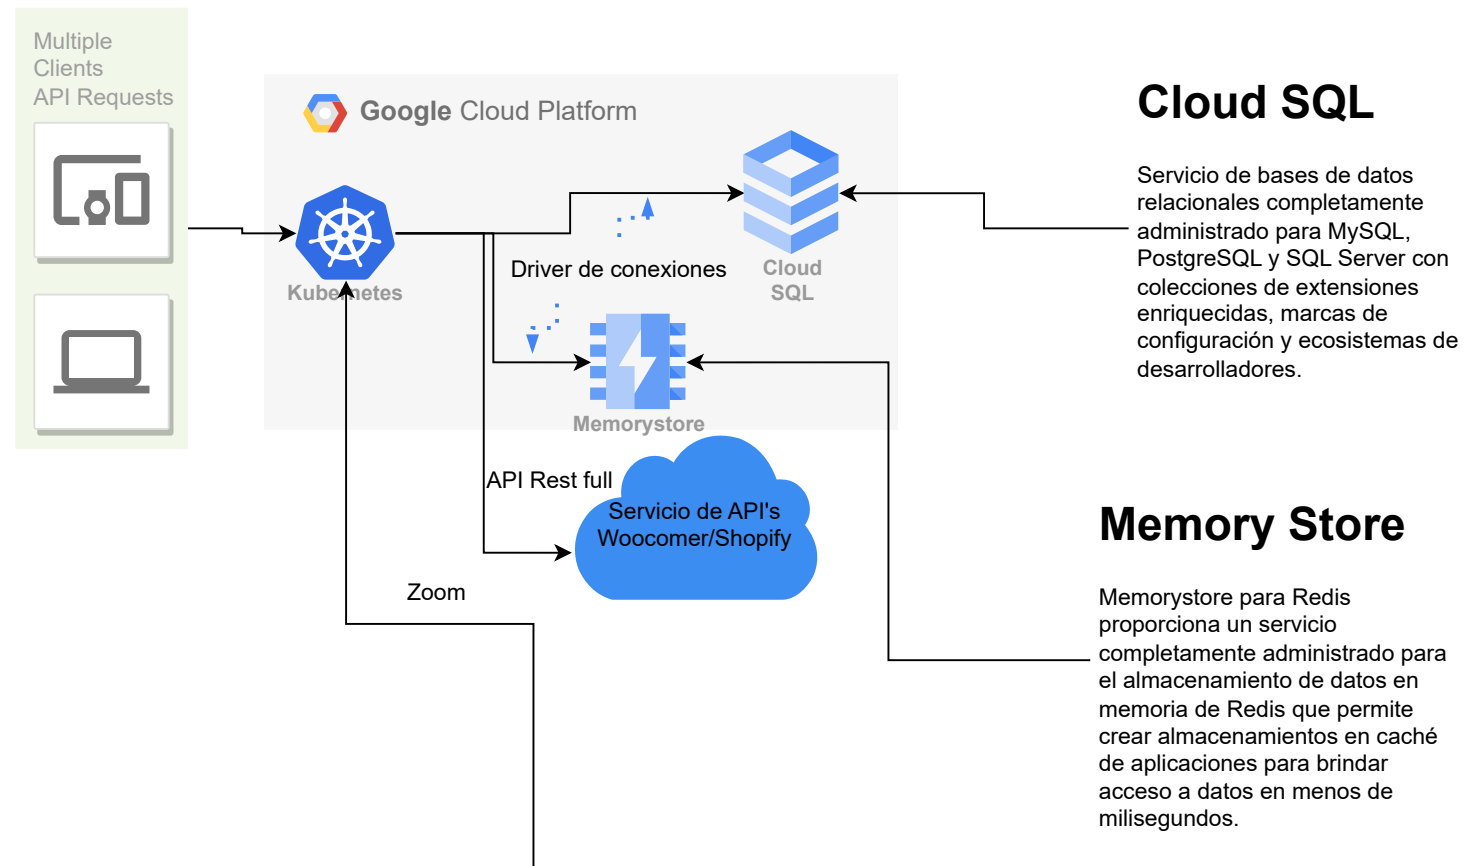 Multiple
Clients
API Requests
Google Cloud Platform
Kubernetes
Driver de conexiones
Cloud
SQL
Memorystore
API Rest full
Servicio de API's
Woocomer/Shopify
Zoom
Cloud SQL
Servicio de bases de datos
relacionales completamente
administrado para MySQL,
PostgreSQL y SQL Server con
colecciones de extensiones
enriquecidas, marcas de
configuración y ecosistemas de
desarrolladores.
Memory Store
Memorystore para Redis
proporciona un servicio
completamente administrado para
el almacenamiento de datos en
memoria de Redis que permite
crear almacenamientos en caché
de aplicaciones para brindar
acceso a datos en menos de
milisegundos.